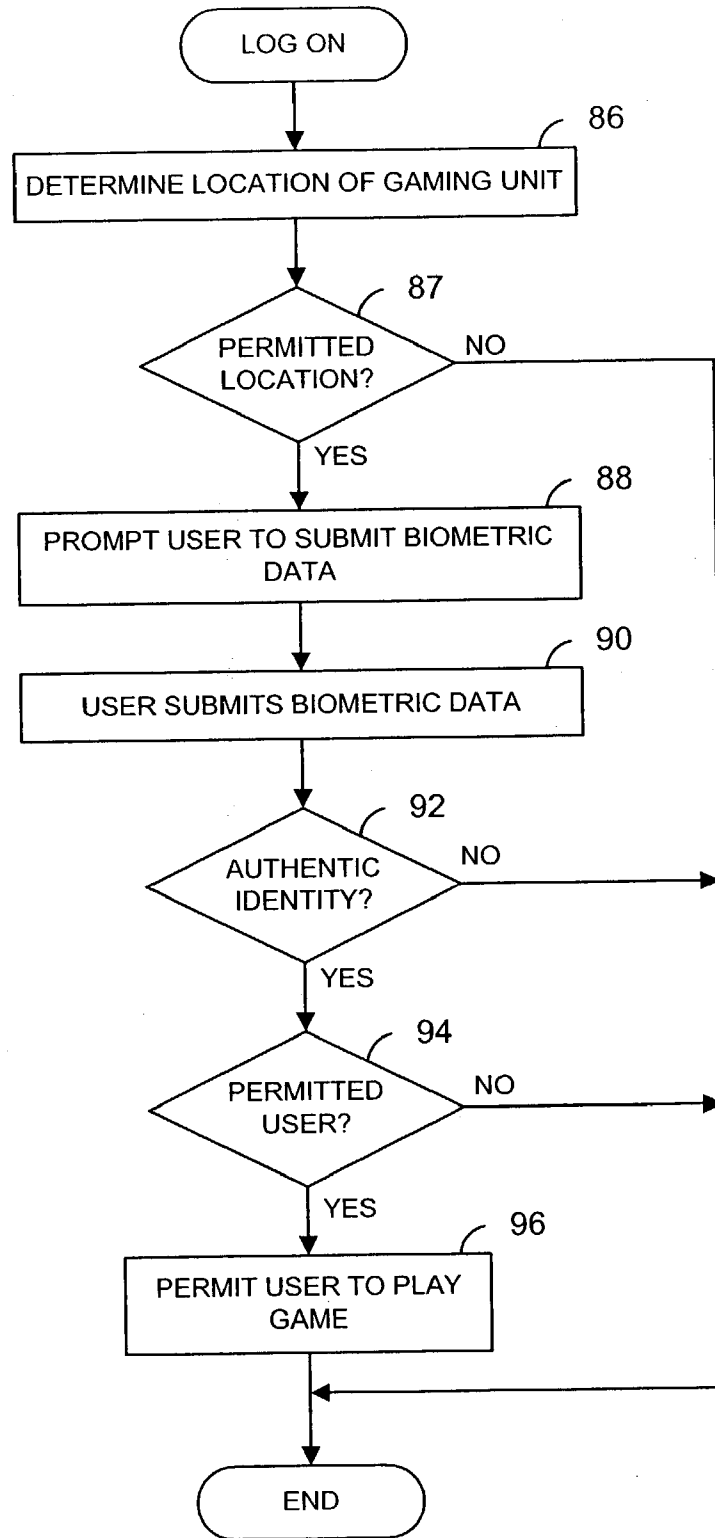 LOG ON
86
DETERMINE LOCATION OF GAMING UNIT
87
PERMITTED
LOCATION?
NO
YES
88
PROMPT USER TO SUBMIT BIOMETRIC
DATA
90
USER SUBMITS BIOMETRIC DATA
92
AUTHENTIC
IDENTITY?
NO
YES
94
PERMITTED
USER?
NO
YES
96
PERMIT USER TO PLAY
GAME
END